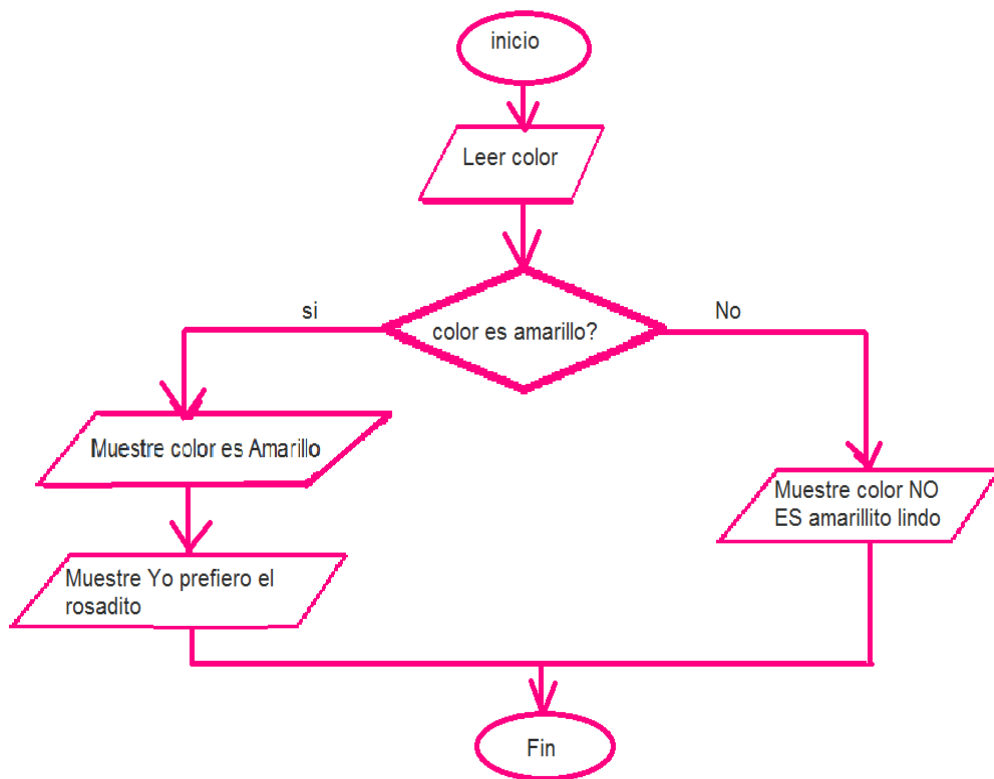 inicio
Leer color
color es amarillo?
si
No
Muestre color es Amarillo
Muestre Yo prefiero el
rosadito
Muestre color NO
ES amarillito lindo
Fin